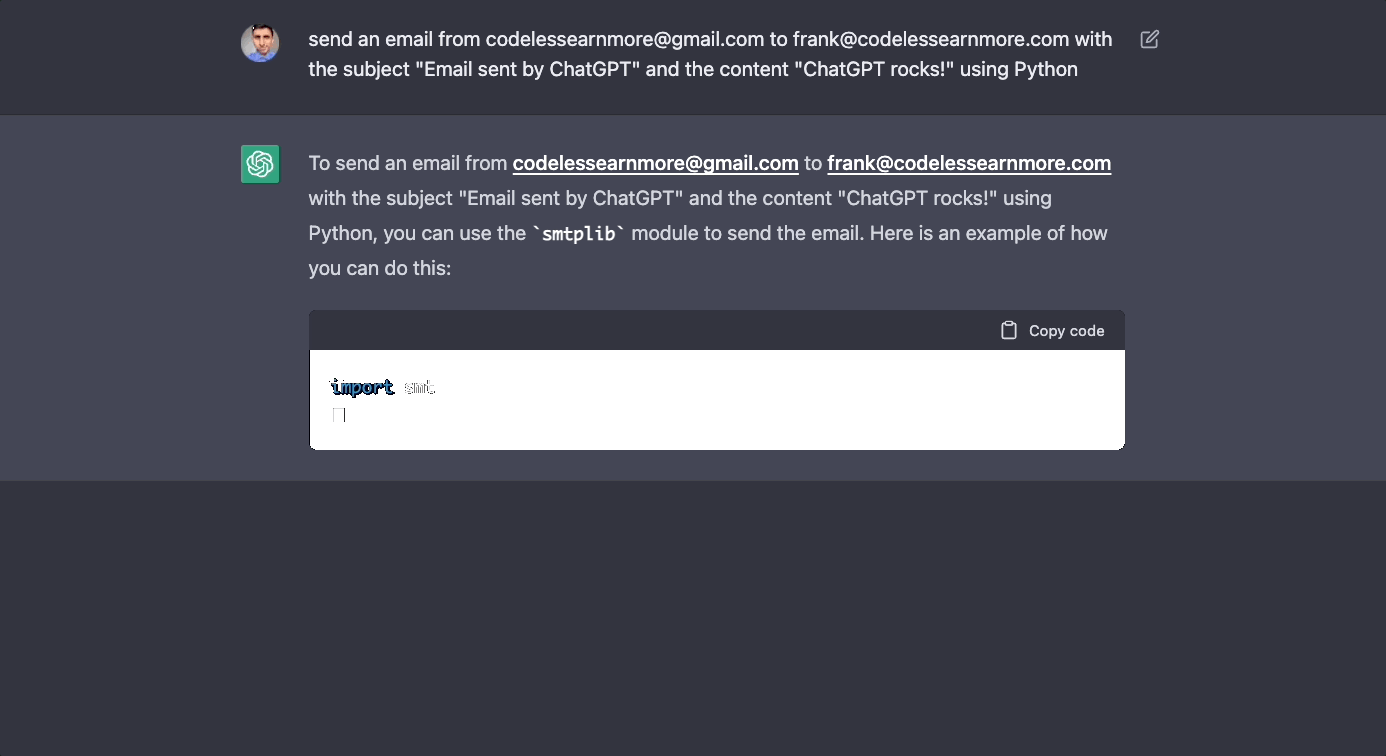 send an email from codelessearnmore@gmail.com to frank@codelessearnmore.com with
the subject "Email sent by ChatGPT" and the content "ChatGPT rocks!" using Python
To send an email from codelessearnmore@gmail.com to frank@codelessearnmore.com
with the subject "Email sent by ChatGPT" and the content "ChatGPT rocks!" using
Python, you can use the `smtplib` module to send the email. Here is an example of how
you can do this:
Copy code
import smt